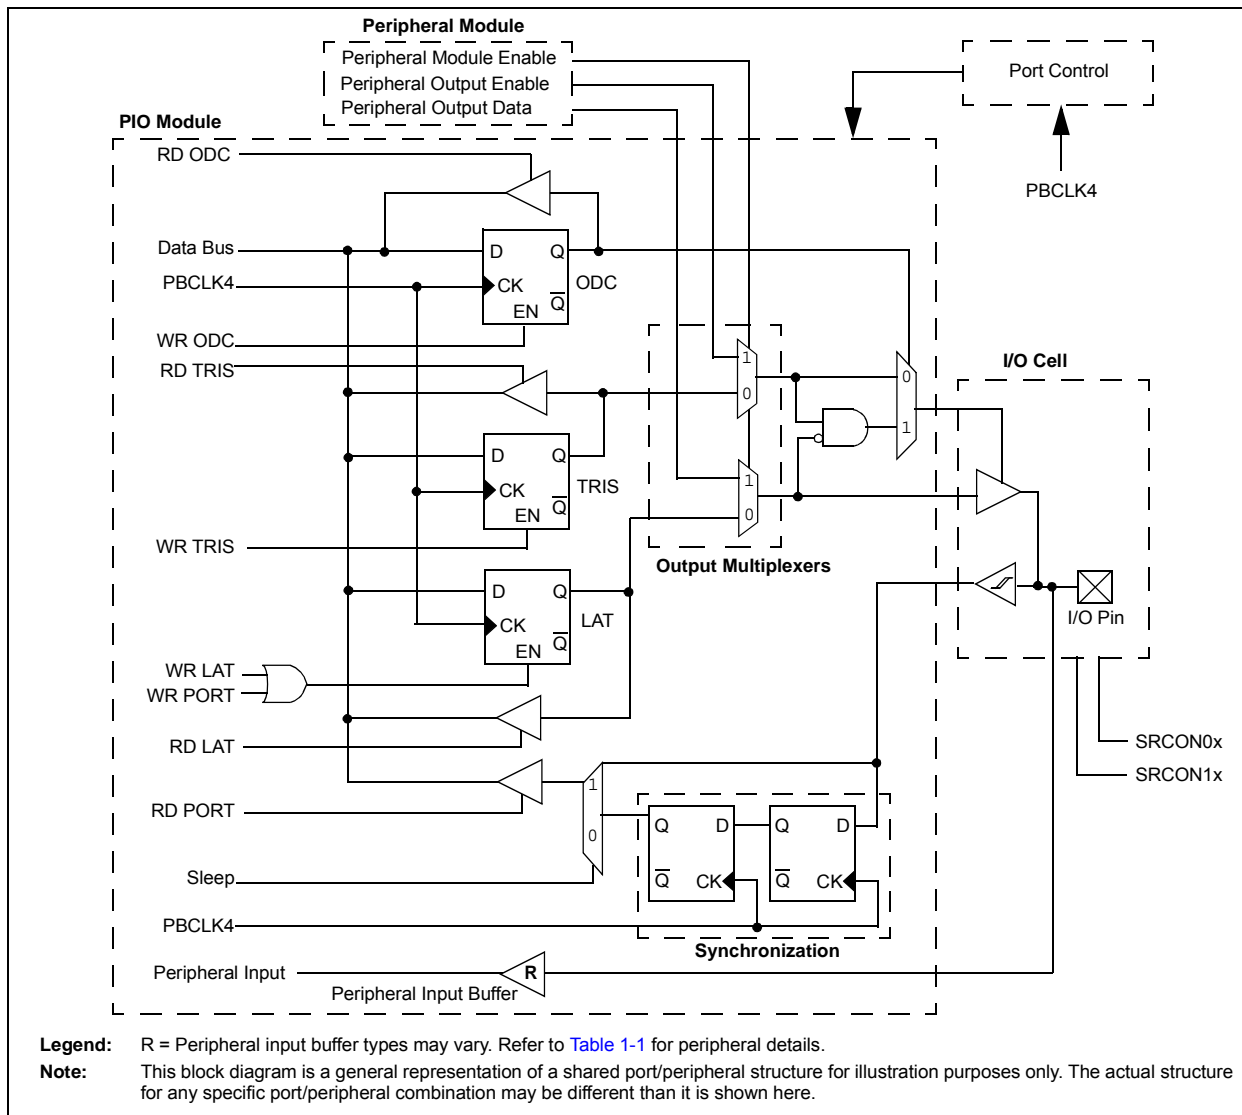 Peripheral Module
Peripheral Module Enable
Peripheral Output Enable
Peripheral Output Data
Port Control
PBCLK4
PIO Module
RD ODC
Data Bus
PBCLK4
WR ODC
RD TRIS
D Q
CK
EN Q
ODC
1
0
0
1
I/O Cell
D Q
CK
EN Q
TRIS
1
0
WR TRIS
Output Multiplexers
D Q
CK
EN Q
LAT
I/O Pin
WR LAT
WR PORT
RD LAT
RD PORT
SRCON0x
SRCON1x
1
0
Q D
Q CK
Q D
Q CK
Sleep
PBCLK4
Synchronization
Peripheral Input
R
Peripheral Input Buffer
Legend: R = Peripheral input buffer types may vary. Refer to Table 1-1 for peripheral details.
Note: This block diagram is a general representation of a shared port/peripheral structure for illustration purposes only. The actual structure
for any specific port/peripheral combination may be different than it is shown here.